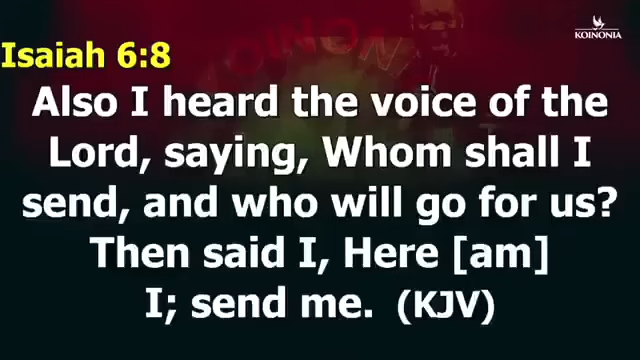 KOINONIA
Isaiah 6:8
Also I heard the voice of the
Lord, saying, Whom shall I
send, and who will go for us?
Then said I, Here [am]
I; send me. (KJV)